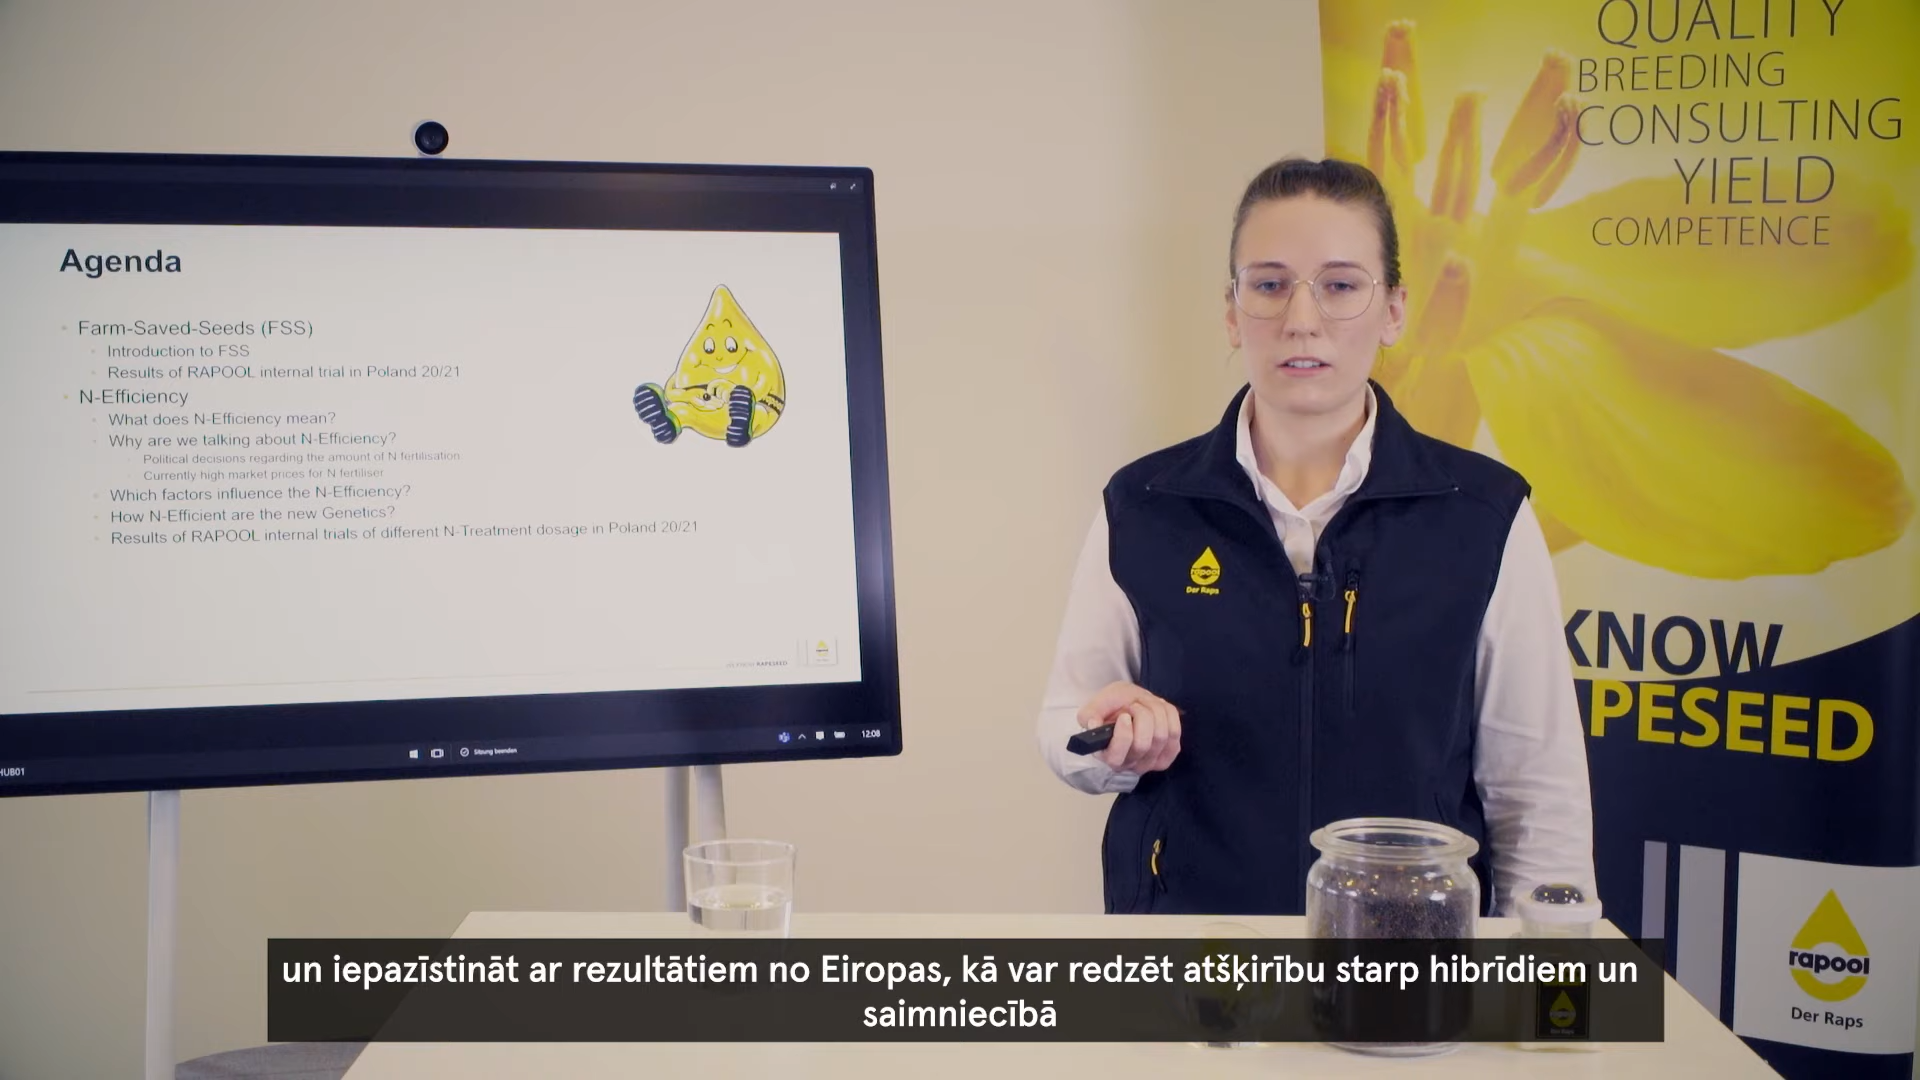 Agenda
Farm-Saved-Seeds (FSS)
Introduction to FSS
Results of RAPOOL internal trial in Poland 20/21
N-Efficiency
What does N-Efficiency mean?
Why are we talking about N-Efficiency?
Political decisions regarding the amount of N fertilisation
Currently high market prices for N fertiliser
Which factors influence the N-Efficiency?
How N-Efficient are the new Genetics?
Results of RAPOOL internal trials of different N-Treatment dosage in Poland 20/21
RAPESEED
Sitzung beenden
12:08
HUB01
QUALITY
BREEDING
CONSULTING
YIELD
COMPETENCE
KNOW
PESEED
rapool
Der Raps
rapool
Der Raps
un iepazīstināt ar rezultātiem no Eiropas, kā var redzēt atšķirību starp hibrīdiem un
saimniecībā